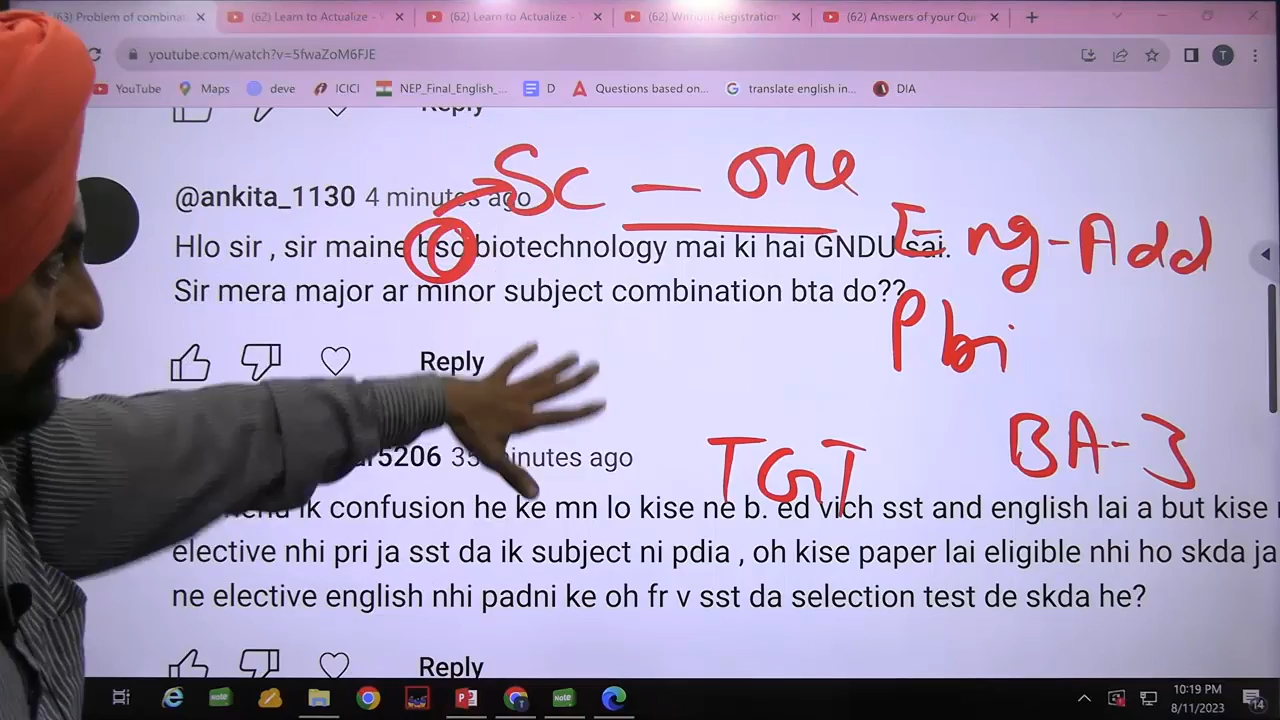 (63) Problem of combinat
(62) Learn to Actualize - Y
(62) Learn to Actualize - Y
(62) Without Registration
(62) Answers of your Que
youtube.com/watch?v=5fwaZoM6FJE
T
YouTube
Maps
deve
ICICI
NEP_Final_English_...
D
Questions based on...
translate english in...
DIA
Reply
SC — one
@ankita_1130 4 minutes ago
Eng-Add
Hlo sir , sir maine bsc biotechnology mai ki hai GNDU sai.
Sir mera major ar minor subject combination bta do??
Pbi
Reply
BA-3
TGT
5206 35 minutes ago
ik confusion he ke mn lo kise ne b. ed vich sst and english lai a but kise
elective nhi pri ja sst da ik subject ni pdia , oh kise paper lai eligible nhi ho skda ja
ne elective english nhi padni ke oh fr v sst da selection test de skda he?
Reply
10:19 PM
8/11/2023
14